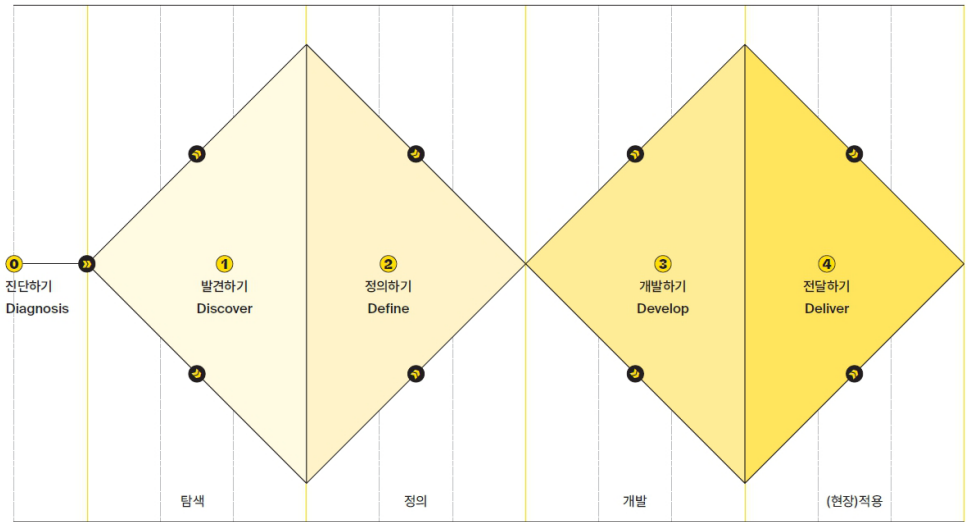 0
진단하기
Diagnosis
1
발견하기
Discover
2
정의하기
Define
3
개발하기
Develop
4
전달하기
Deliver
탐색
정의
개발
(현장)적용